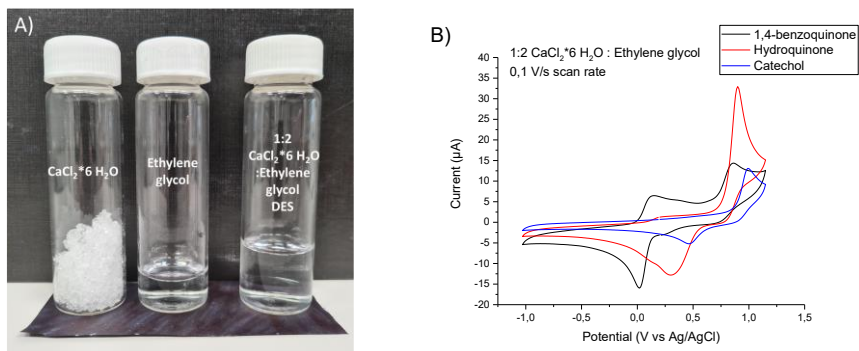 A)
CaCl₂*6 H₂O
Ethylene
glycol
1:2
CaCl₂*6 H₂O
:Ethylene
glycol
DES
B)
1,4-benzoquinone
Hydroquinone
Catechol
1:2 CaCl₂*6 H₂O : Ethylene glycol
0,1 V/s scan rate
Current (µA)
40
35
30
25
20
15
10
5
0
-5
-10
-15
-20
-1,0
-0,5
0,0
0,5
1,0
1,5
Potential (V vs Ag/AgCl)